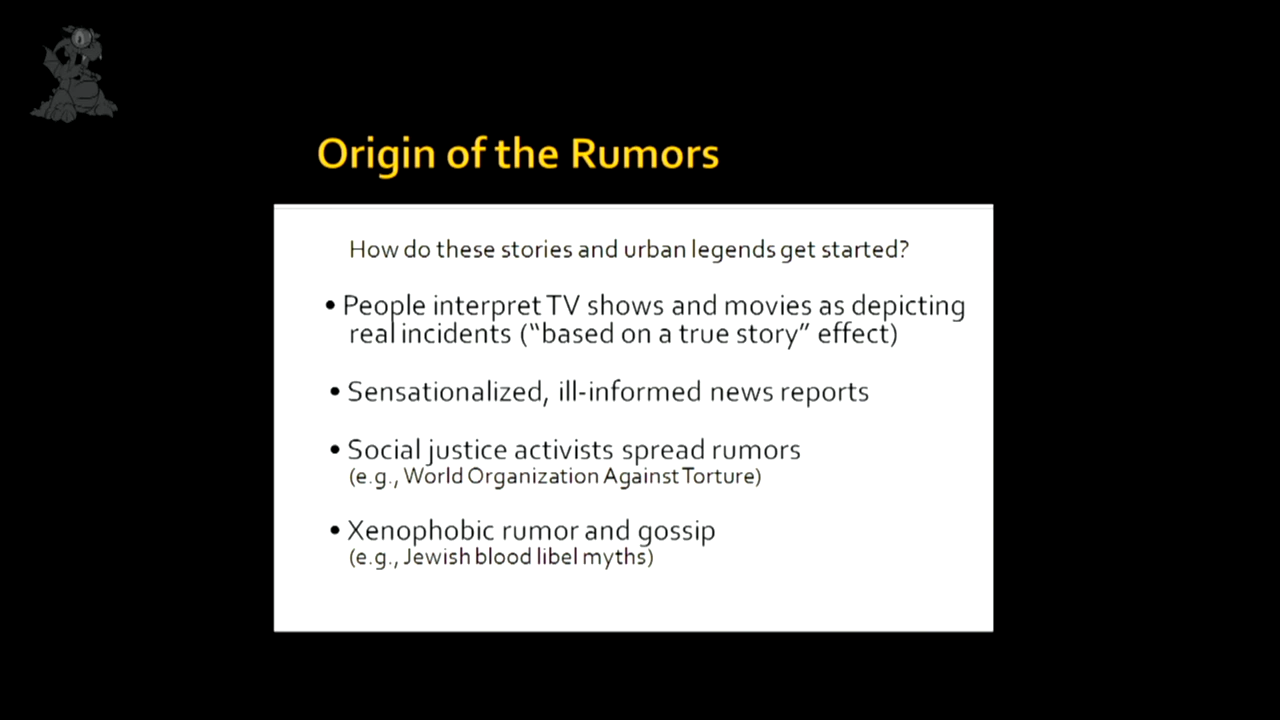 Origin of the Rumors
How do these stories and urban legends get started?
• People interpret TV shows and movies as depicting
real incidents (“based on a true story” effect)
• Sensationalized, ill-informed news reports
• Social justice activists spread rumors
(e.g., World Organization Against Torture)
• Xenophobic rumor and gossip
(e.g., Jewish blood libel myths)